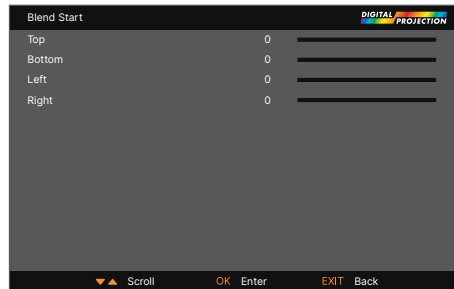 Blend Start
DIGITAL PROJECTION
Top 0
Bottom 0
Left 0
Right 0
▼▲ Scroll OK Enter EXIT Back